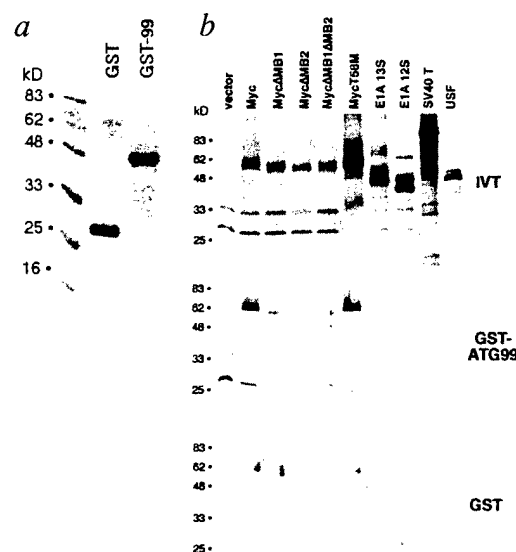 a
b
kD
GST
GST-99
83
62
48
33
25
16
kD
vector
Myc
MycΔMB1
MycΔMB2
MycΔMB1ΔMB2
MycT58M
E1A 13S
E1A 12S
SV40 T
USF
83
62
48
33
25
IVT
83
62
48
33
25
GST-
ATG99
83
62
48
33
25
GST